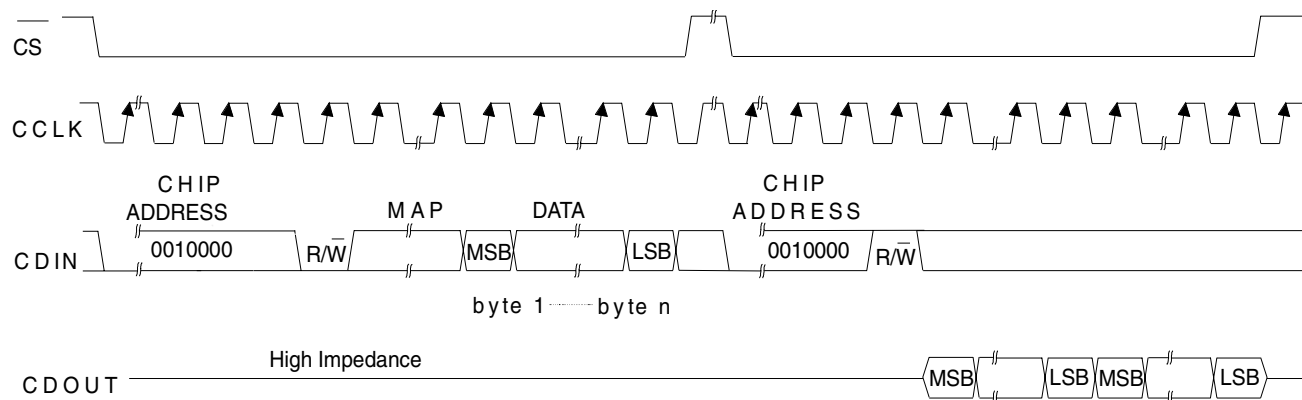 C̅S̅
CCLK
CHIP
ADDRESS
MAP
DATA
CHIP
ADDRESS
CDIN
0010000
R/W̅
MSB
LSB
0010000
R/W̅
byte 1
byte n
High Impedance
CDOUT
MSB
LSB
MSB
LSB